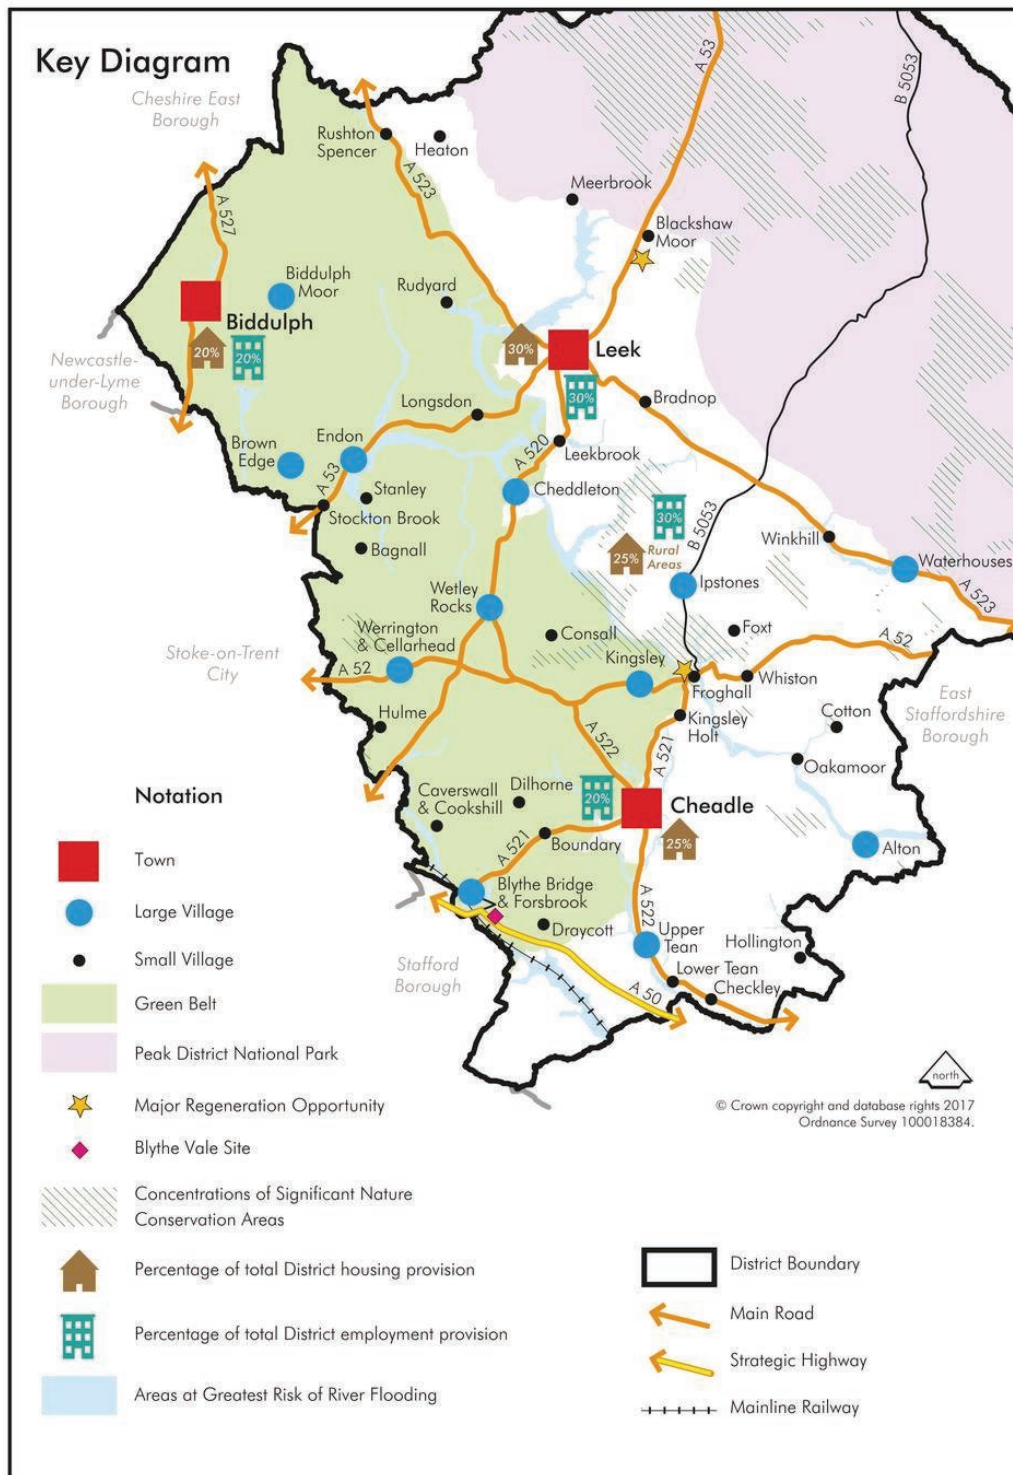 Key Diagram
Cheshire East
Borough
A 53
B 5053
Rushton
Spencer
Heaton
A 523
Meerbrook
A 527
Blackshaw
Moor
Biddulph
Moor
Rudyard
Biddulph
20%
20%
30%
Leek
Newcastle-
under-Lyme
Borough
30%
Bradnop
Longsdon
Endon
Brown
Edge
A 520
Leekbrook
A 53
Stanley
Cheddleton
Stockton Brook
30%
B 5053
Bagnall
25%
Rural
Areas
Winkhill
Waterhouses
Ipstones
A 523
Wetley
Rocks
Werrington
& Cellarhead
Consall
Foxt
A 52
Stoke-on-Trent
City
A 52
Kingsley
Froghall
Whiston
East
Staffordshire
Borough
Hulme
Kingsley
Holt
Cotton
A 522
A 521
Oakamoor
Notation
Caverswall
& Cookshill
Dilhorne
20%
Cheadle
A 521
Boundary
25%
Alton
Town
Blythe Bridge
& Forsbrook
A 522
Large Village
Draycott
Upper
Tean
Hollington
Small Village
Stafford
Borough
Lower Tean
Checkley
A 50
Green Belt
Peak District National Park
north
Major Regeneration Opportunity
© Crown copyright and database rights 2017
Ordnance Survey 100018384.
Blythe Vale Site
Concentrations of Significant Nature
Conservation Areas
Percentage of total District housing provision
Percentage of total District employment provision
Areas at Greatest Risk of River Flooding
District Boundary
Main Road
Strategic Highway
Mainline Railway